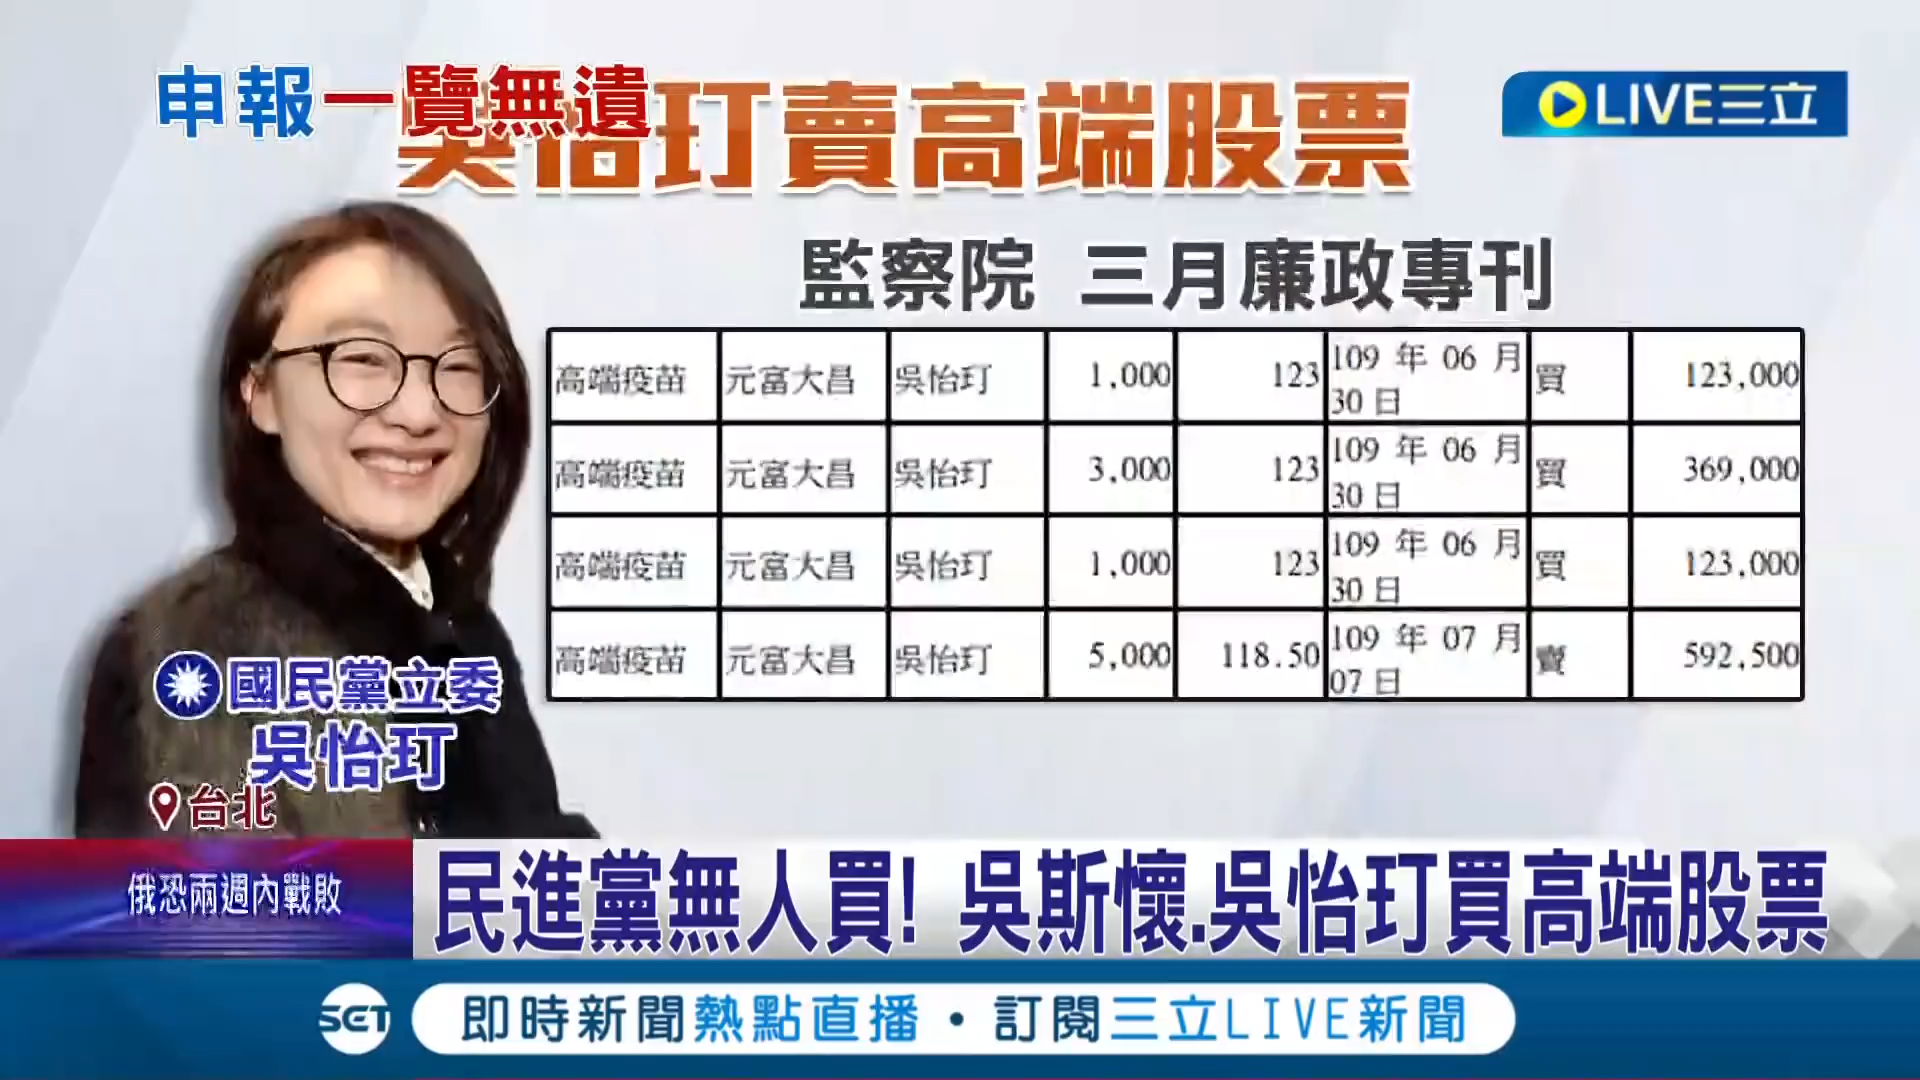 申報一覽無遺
吳怡玎賣高端股票
LIVE三立
監察院 三月廉政專刊
高端疫苗 元富大昌 吳怡玎 1,000 123 109 年 06 月 30 日 買 123,000
高端疫苗 元富大昌 吳怡玎 3,000 123 109 年 06 月 30 日 買 369,000
高端疫苗 元富大昌 吳怡玎 1,000 123 109 年 06 月 30 日 買 123,000
高端疫苗 元富大昌 吳怡玎 5,000 118.50 109 年 07 月 07 日 賣 592,500
國民黨立委
吳怡玎
台北
俄恐兩週內戰敗
民進黨無人買! 吳斯懷.吳怡玎買高端股票
SET 即時新聞熱點直播・訂閱三立LIVE新聞